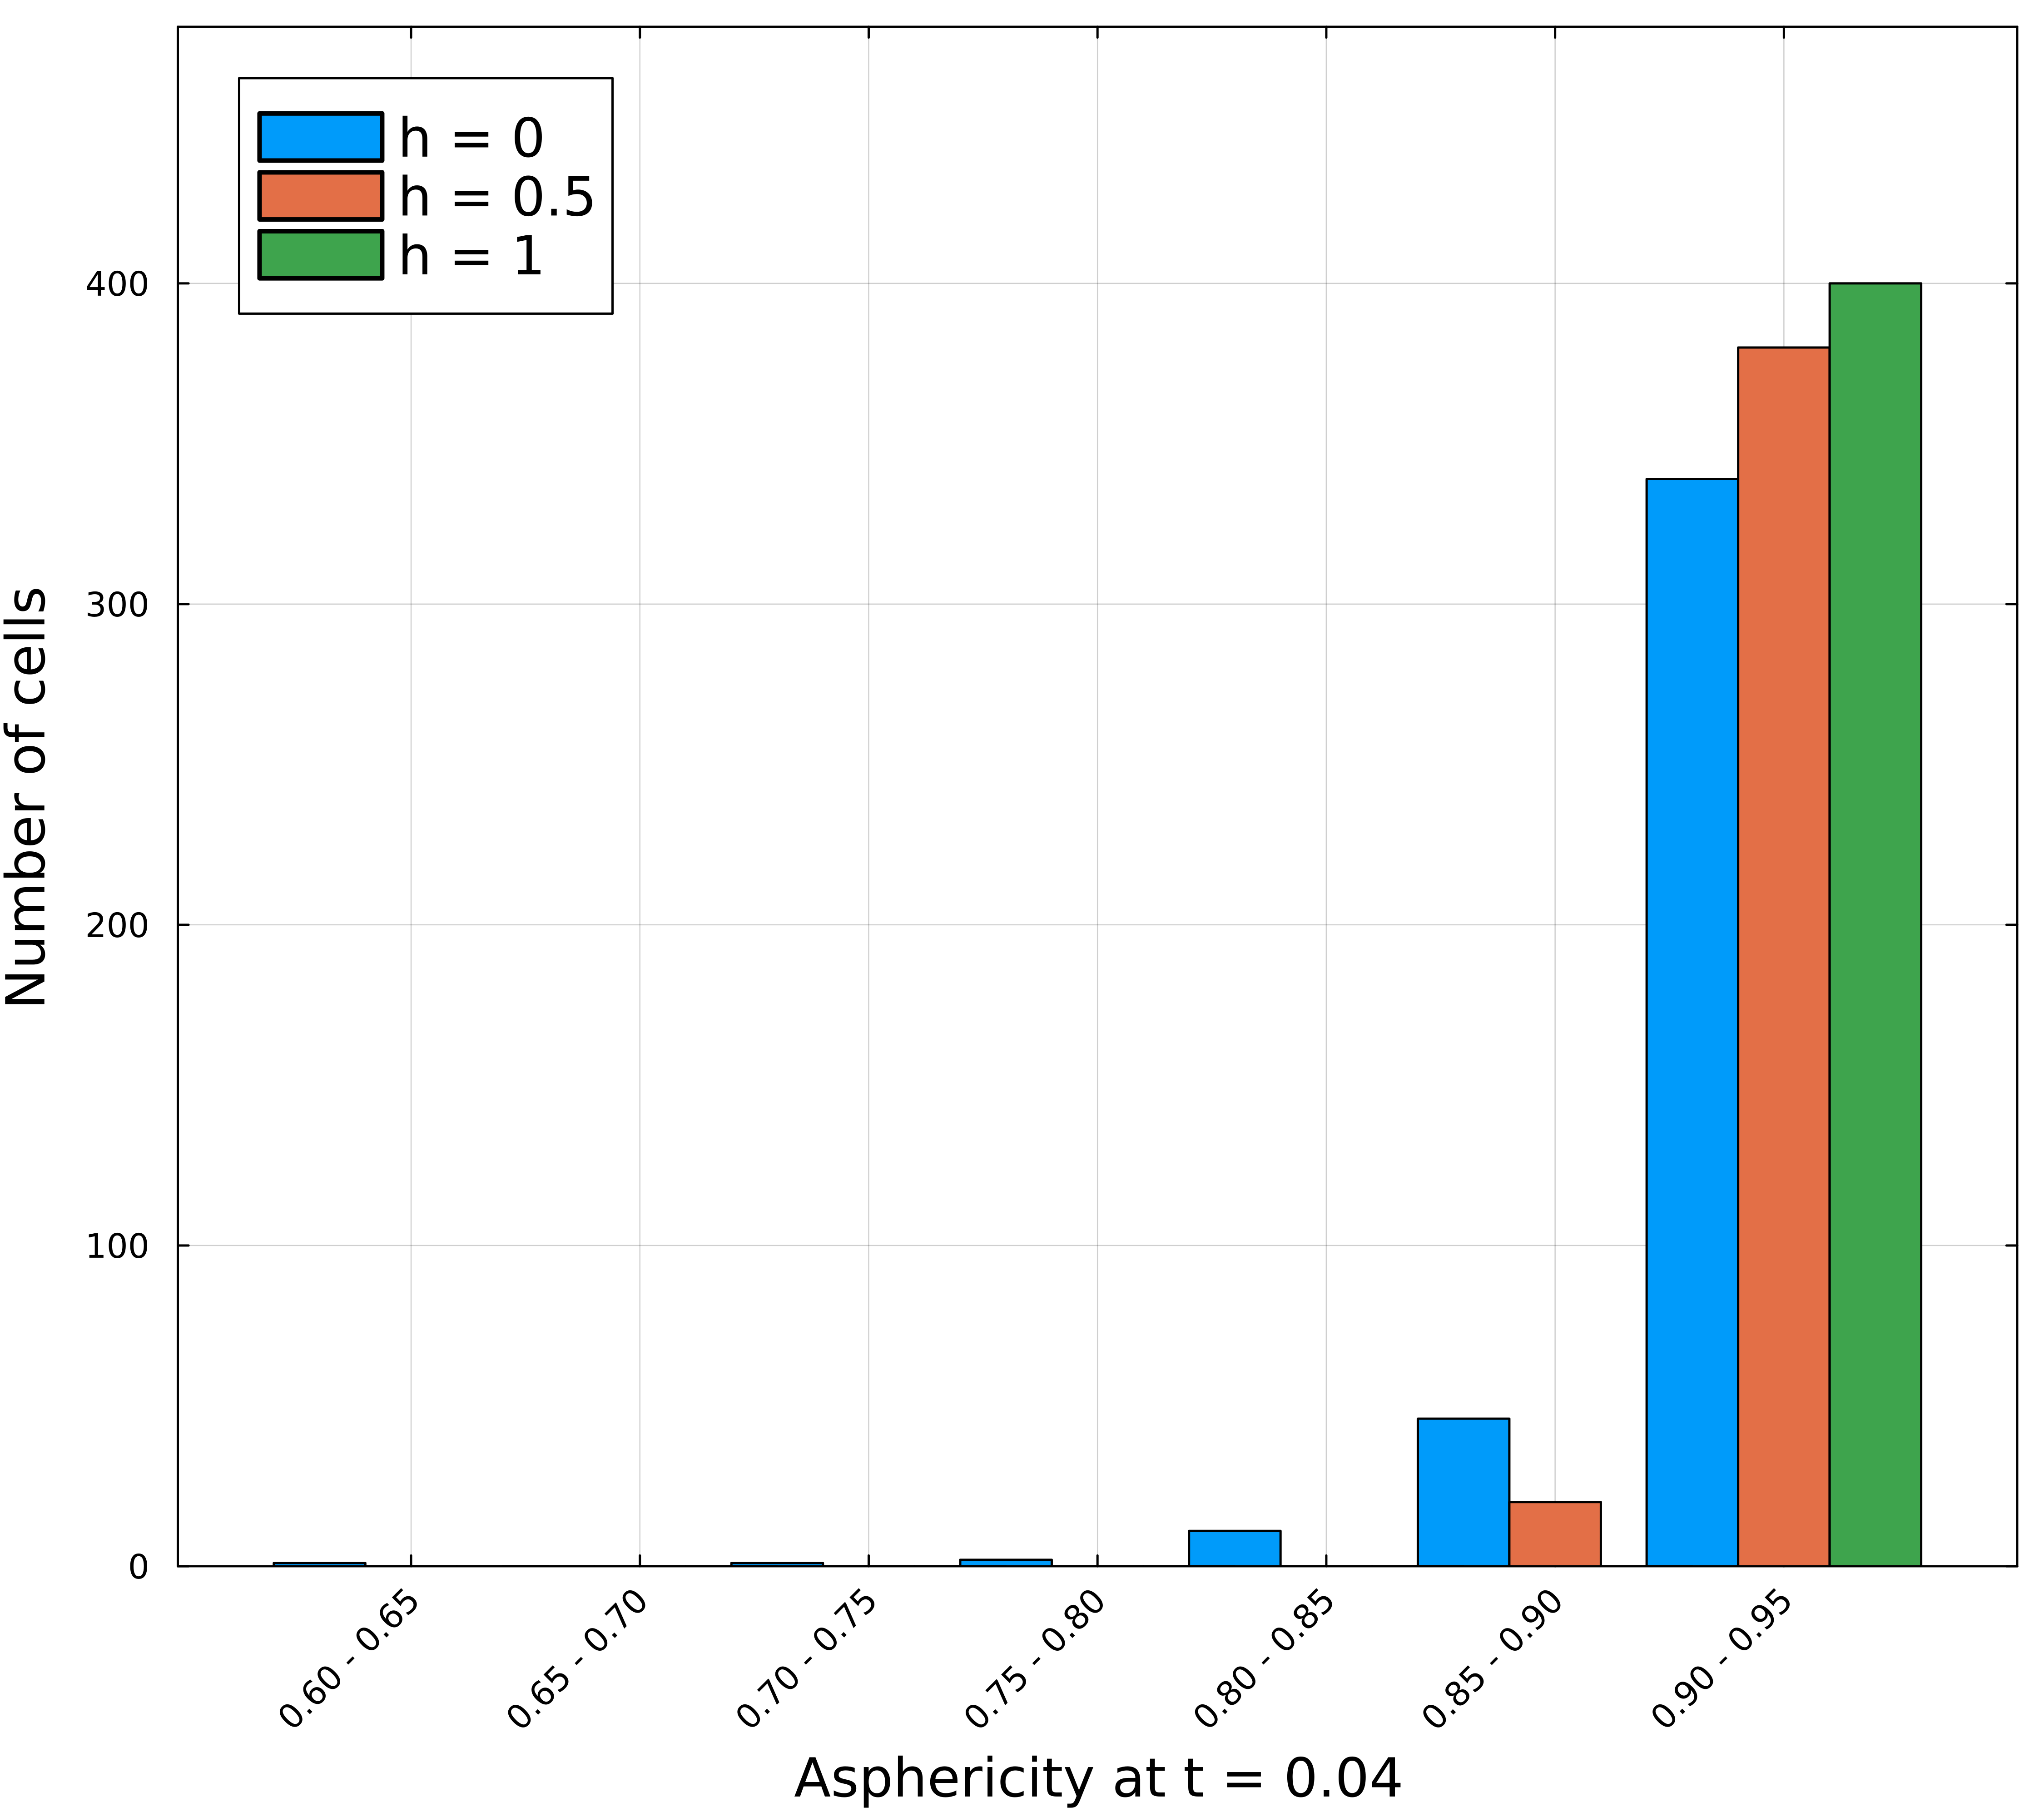 h = 0
h = 0.5
h = 1
400
300
200
100
0
Number of cells
0.60 - 0.65
0.65 - 0.70
0.70 - 0.75
0.75 - 0.80
0.80 - 0.85
0.85 - 0.90
0.90 - 0.95
Asphericity at t = 0.04